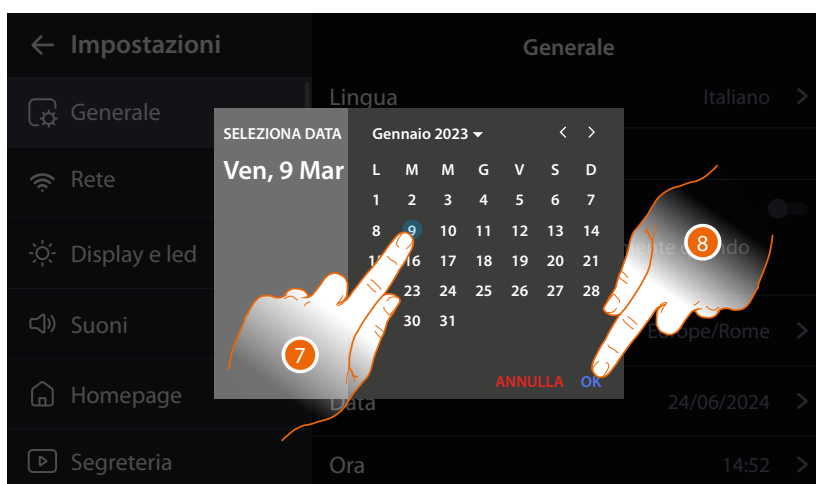 Impostazioni
Generale
Generale
Rete
Display e led
Suoni
Homepage
Segreteria
Lingua Italiano
Europe/Rome
Data 24/06/2024
Ora 14:52
SELEZIONA DATA
Ven, 9 Mar
Gennaio 2023
L M M G V S D
1 2 3 4 5 6 7
8 9 10 11 12 13 14
16 17 18 19 20 21
23 24 25 26 27 28
30 31
ANNULLA OK
7
8